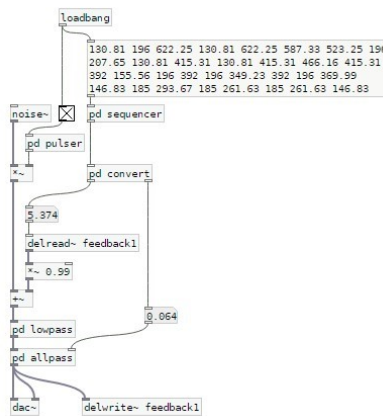 loadbang
130.81 196 622.25 130.81 622.25 587.33 523.25 196
207.65 130.81 415.31 130.81 415.31 466.16 415.31
392 155.56 196 392 196 349.23 392 196 369.99
146.83 185 293.67 185 261.63 185 261.63 146.83
noise~
pd sequencer
pd pulser
*~
pd convert
5.374
delread~ feedback1
*~ 0.99
+~
0.064
pd lowpass
pd allpass
dac~
delwrite~ feedback1